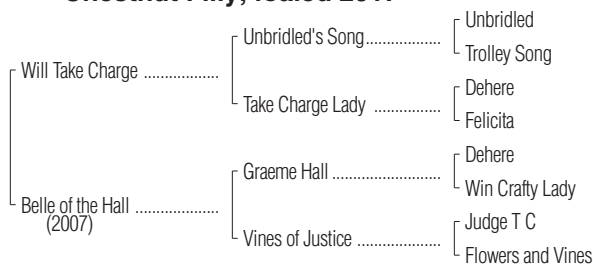 Unbridled
Unbridled's Song..................
Trolley Song
Will Take Charge ..................
Dehere
Take Charge Lady ................
Felicita
Dehere
Graeme Hall ..........................
Win Crafty Lady
Belle of the Hall ....................
(2007)
Judge T C
Vines of Justice ....................
Flowers and Vines